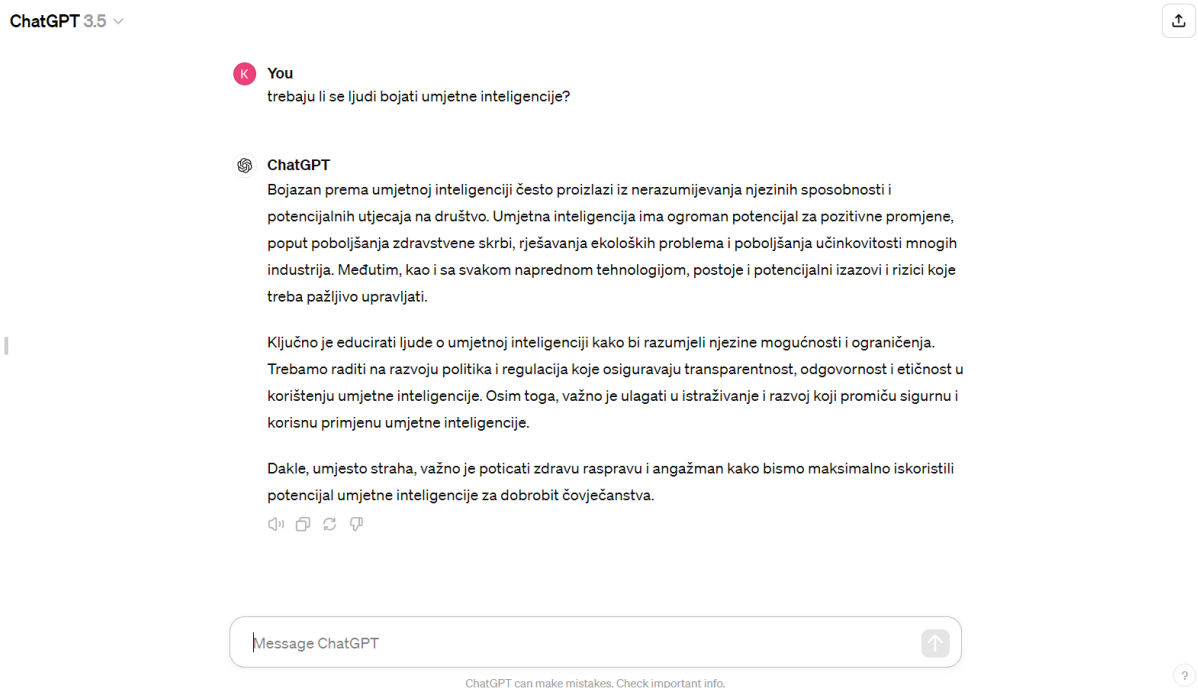 ChatGPT 3.5
K
You
trebaju li se ljudi bojati umjetne inteligencije?
ChatGPT
Bojazan prema umjetnoj inteligenciji često proizlazi iz nerazumijevanja njezinih sposobnosti i
potencijalnih utjecaja na društvo. Umjetna inteligencija ima ogroman potencijal za pozitivne promjene,
poput poboljšanja zdravstvene skrbi, rješavanja ekoloških problema i poboljšanja učinkovitosti mnogih
industrija. Međutim, kao i sa svakom naprednom tehnologijom, postoje i potencijalni izazovi i rizici koje
treba pažljivo upravljati.
Ključno je educirati ljude o umjetnoj inteligenciji kako bi razumjeli njezine mogućnosti i ograničenja.
Trebamo raditi na razvoju politika i regulacija koje osiguravaju transparentnost, odgovornost i etičnost u
korištenju umjetne inteligencije. Osim toga, važno je ulagati u istraživanje i razvoj koji promiču sigurnu i
korisnu primjenu umjetne inteligencije.
Dakle, umjesto straha, važno je poticati zdravu raspravu i angažman kako bismo maksimalno iskoristili
potencijal umjetne inteligencije za dobrobit čovječanstva.
Message ChatGPT
ChatGPT can make mistakes. Check important info.
?